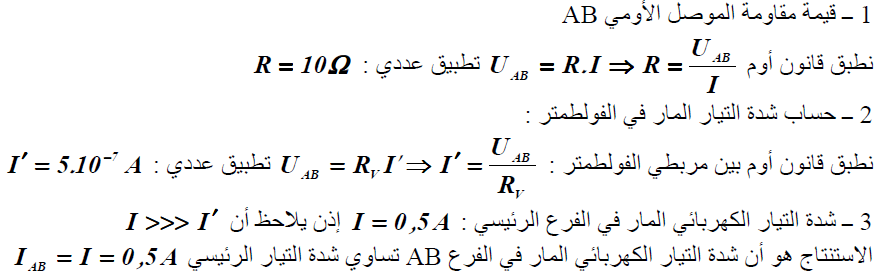 1 ـ قيمة مقاومة الموصل الأومي AB
نطبق قانون أوم U_AB = R.I ⇒ R = U_AB / I تطبيق عددي : R = 10Ω
2 ـ حساب شدة التيار المار في الفولطمتر :
نطبق قانون أوم بين مربطي الفولطمتر : U_AB = R_V I′ ⇒ I′ = U_AB / R_V تطبيق عددي : I′ = 5.10⁻⁷ A
3 ـ شدة التيار الكهربائي المار في الفرع الرئيسي : I = 0,5 A إذن يلاحظ أن I >>> I′
الاستنتاج هو أن شدة التيار الكهربائي المار في الفرع AB تساوي شدة التيار الرئيسي I_AB = I = 0,5 A